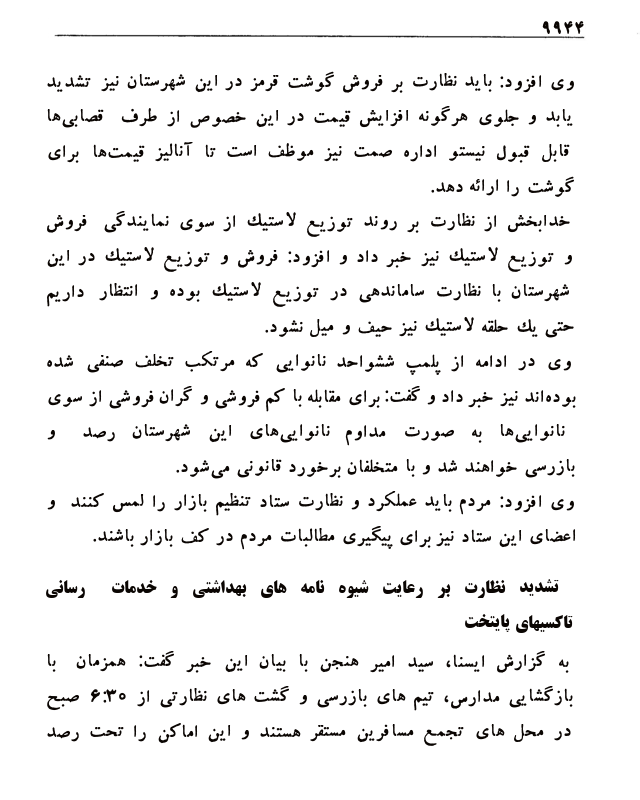 ۹۹۴۴
وی افزود: باید نظارت بر فروش گوشت قرمز در این شهرستان نیز تشدید
یابد و جلوی هرگونه افزایش قیمت در این خصوص از طرف قصابی‌ها
قابل قبول نیستو اداره صمت نیز موظف است تا آنالیز قیمت‌ها برای
گوشت را ارائه دهد.
خدابخش از نظارت بر روند توزیع لاستیك از سوی نمایندگی فروش
و توزیع لاستیك نیز خبر داد و افزود: فروش و توزیع لاستیك در این
شهرستان با نظارت ساماندهی در توزیع لاستیك بوده و انتظار داریم
حتی یك حلقه لاستیك نیز حیف و میل نشود.
وی در ادامه از پلمپ ششواحد نانوایی که مرتکب تخلف صنفی شده
بوده‌اند نیز خبر داد و گفت: برای مقابله با کم فروشی و گران فروشی از سوی
نانوایی‌ها به صورت مداوم نانوایی‌های این شهرستان رصد و
بازرسی خواهند شد و با متخلفان برخورد قانونی می‌شود.
وی افزود: مردم باید عملکرد و نظارت ستاد تنظیم بازار را لمس کنند و
اعضای این ستاد نیز برای پیگیری مطالبات مردم در کف بازار باشند.
تشدید نظارت بر رعایت شیوه نامه های بهداشتی و خدمات رسانی
تاکسیهای پایتخت
به گزارش ایسنا، سید امیر هنجن با بیان این خبر گفت: همزمان با
بازگشایی مدارس، تیم های بازرسی و گشت های نظارتی از ۶:۳۰ صبح
در محل های تجمع مسافرین مستقر هستند و این اماکن را تحت رصد